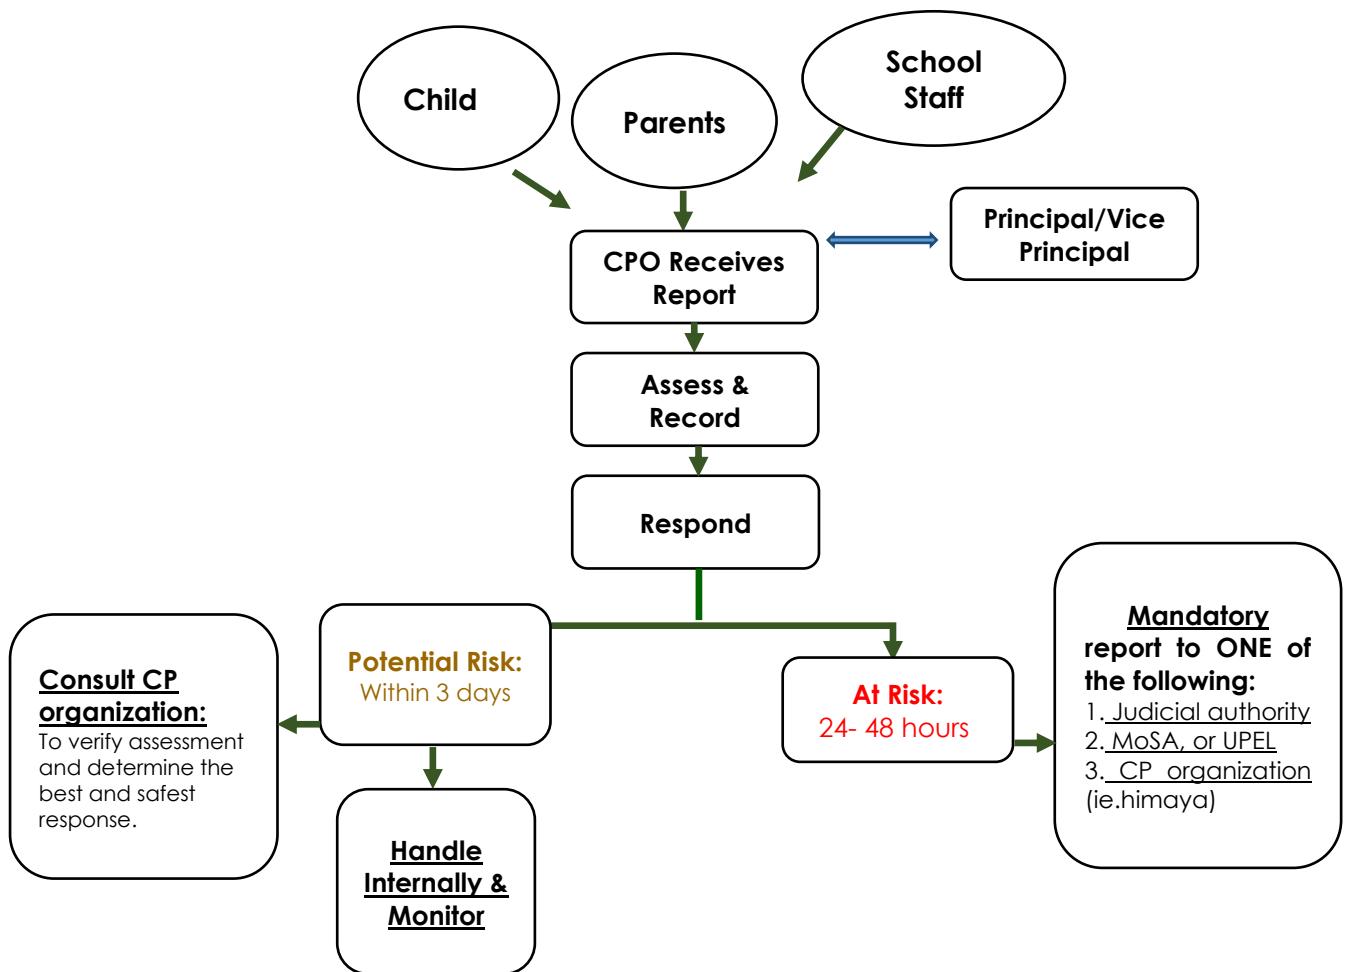 Child
Parents
School
Staff
Principal/Vice
Principal
CPO Receives
Report
Assess &
Record
Respond
Potential Risk:
Within 3 days
At Risk:
24- 48 hours
Consult CP
organization:
To verify assessment
and determine the
best and safest
response.
Handle
Internally &
Monitor
Mandatory
report to ONE of
the following:
1. Judicial authority
2. MoSA, or UPEL
3. CP organization
(ie.himaya)